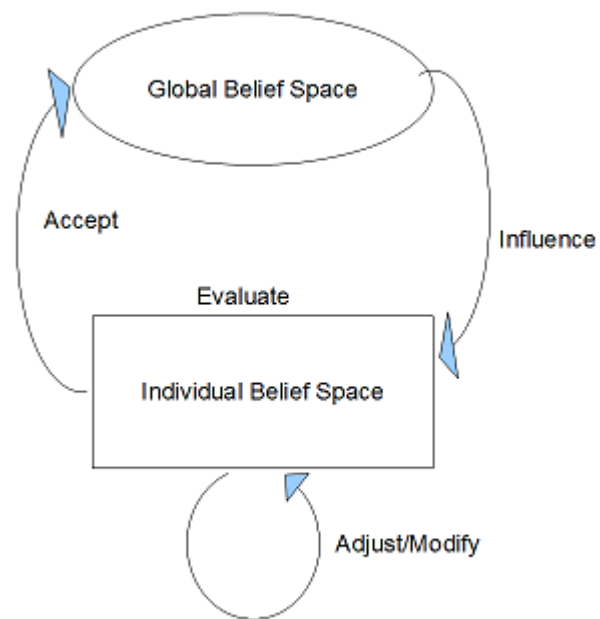 Global Belief Space
Accept
Influence
Evaluate
Individual Belief Space
Adjust/Modify